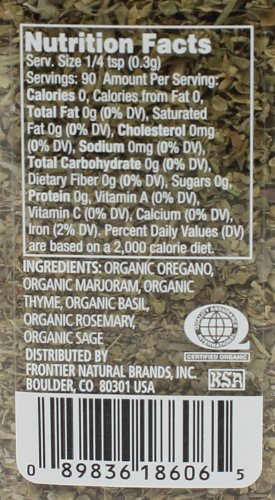 Nutrition Facts
Serv. Size 1/4 tsp (0.3g)
Servings: 90 Amount Per Serving:
Calories 0, Calories from Fat 0,
Total Fat 0g (0% DV), Saturated
Fat 0g (0% DV), Cholesterol 0mg
(0% DV), Sodium 0mg (0% DV),
Total Carbohydrate 0g (0% DV),
Dietary Fiber 0g (0% DV), Sugars 0g,
Protein 0g, Vitamin A (0% DV),
Vitamin C (0% DV), Calcium (0% DV),
Iron (2% DV). Percent Daily Values (DV)
are based on a 2,000 calorie diet.
INGREDIENTS: ORGANIC OREGANO,
ORGANIC MARJORAM, ORGANIC
THYME, ORGANIC BASIL,
ORGANIC ROSEMARY,
ORGANIC SAGE
DISTRIBUTED BY
FRONTIER NATURAL BRANDS, INC.
BOULDER, CO 80301 USA
CERTIFIED ORGANIC
KSA
0 89836 18606 5